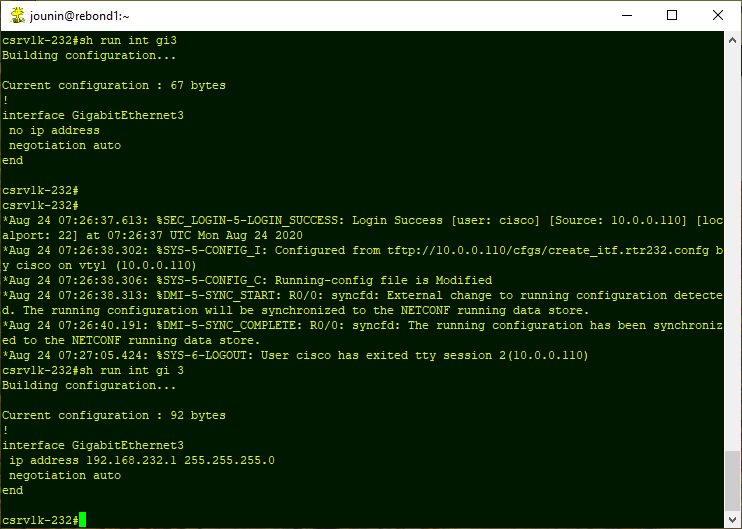 jounin@rebond1:~
csrv1k-232#sh run int gi3
Building configuration...
Current configuration : 67 bytes
!
interface GigabitEthernet3
 no ip address
 negotiation auto
end
csrv1k-232#
csrv1k-232#
*Aug 24 07:26:37.613: %SEC_LOGIN-5-LOGIN_SUCCESS: Login Success [user: cisco] [Source: 10.0.0.110] [loc
alport: 22] at 07:26:37 UTC Mon Aug 24 2020
*Aug 24 07:26:38.302: %SYS-5-CONFIG_I: Configured from tftp://10.0.0.110/cfgs/create_itf.rtr232.confg b
y cisco on vty1 (10.0.0.110)
*Aug 24 07:26:38.306: %SYS-5-CONFIG_C: Running-config file is Modified
*Aug 24 07:26:38.313: %DMI-5-SYNC_START: R0/0: syncfd: External change to running configuration detecte
d. The running configuration will be synchronized to the NETCONF running data store.
*Aug 24 07:26:40.191: %DMI-5-SYNC_COMPLETE: R0/0: syncfd: The running configuration has been synchroniz
ed to the NETCONF running data store.
*Aug 24 07:27:05.424: %SYS-6-LOGOUT: User cisco has exited tty session 2(10.0.0.110)
csrv1k-232#sh run int gi 3
Building configuration...
Current configuration : 92 bytes
!
interface GigabitEthernet3
 ip address 192.168.232.1 255.255.255.0
 negotiation auto
end
csrv1k-232#